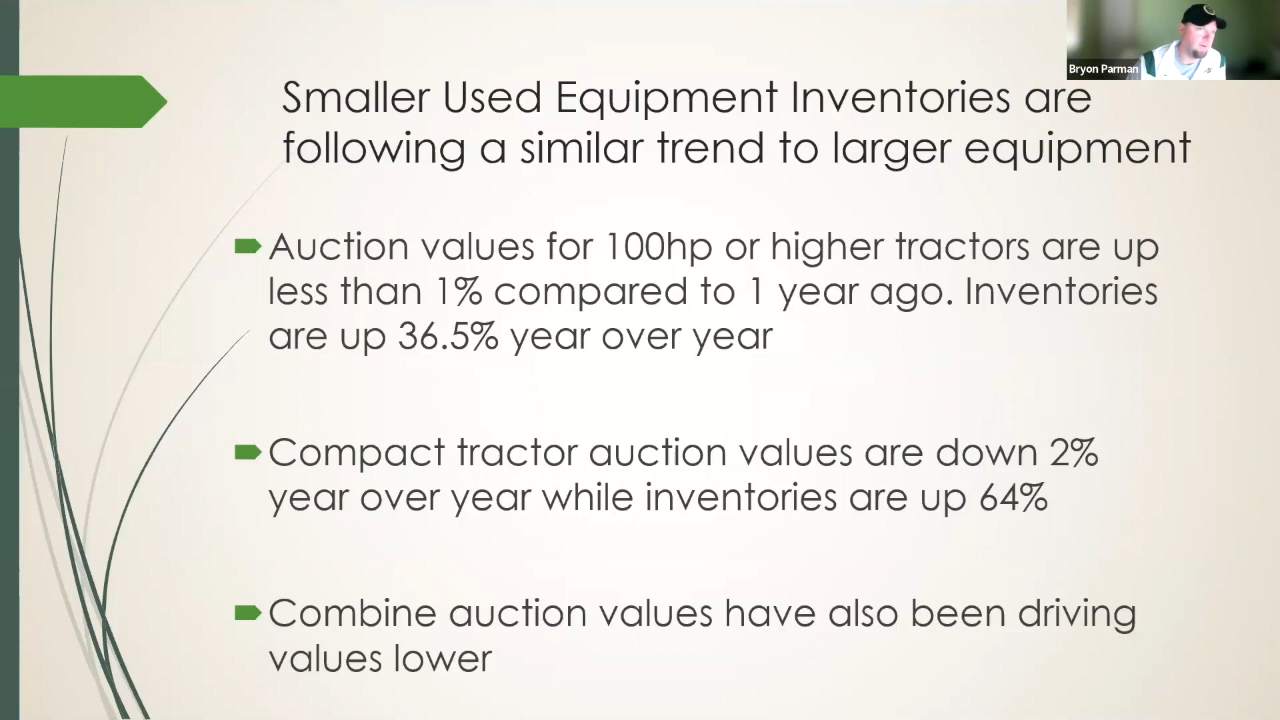 Bryon Parman
Smaller Used Equipment Inventories are
following a similar trend to larger equipment
Auction values for 100hp or higher tractors are up
less than 1% compared to 1 year ago. Inventories
are up 36.5% year over year
Compact tractor auction values are down 2%
year over year while inventories are up 64%
Combine auction values have also been driving
values lower